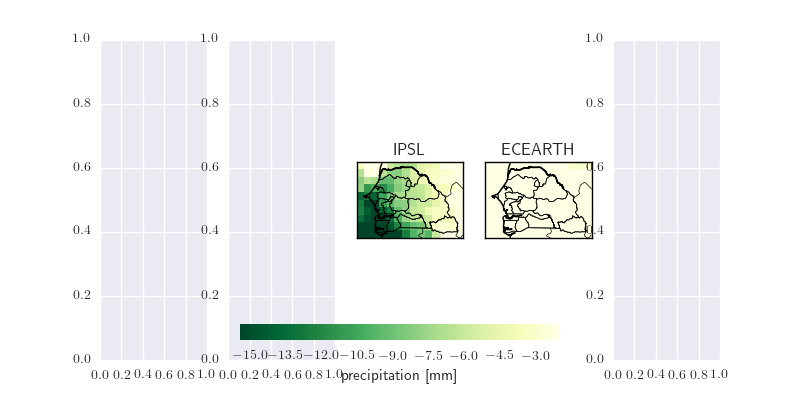 1.0 1.0 1.0
0.8 0.8 0.8
IPSL ECEARTH
0.6 0.6 0.6
0.4 0.4 0.4
0.2 0.2 0.2
0.0 0.0 0.0
−15.0 −13.5 −12.0 −10.5 −9.0 −7.5 −6.0 −4.5 −3.0
0.0 0.2 0.4 0.6 0.8 1.0 0.0 0.2 0.4 0.6 0.8 1.0 0.0 0.2 0.4 0.6 0.8 1.0
precipitation [mm]